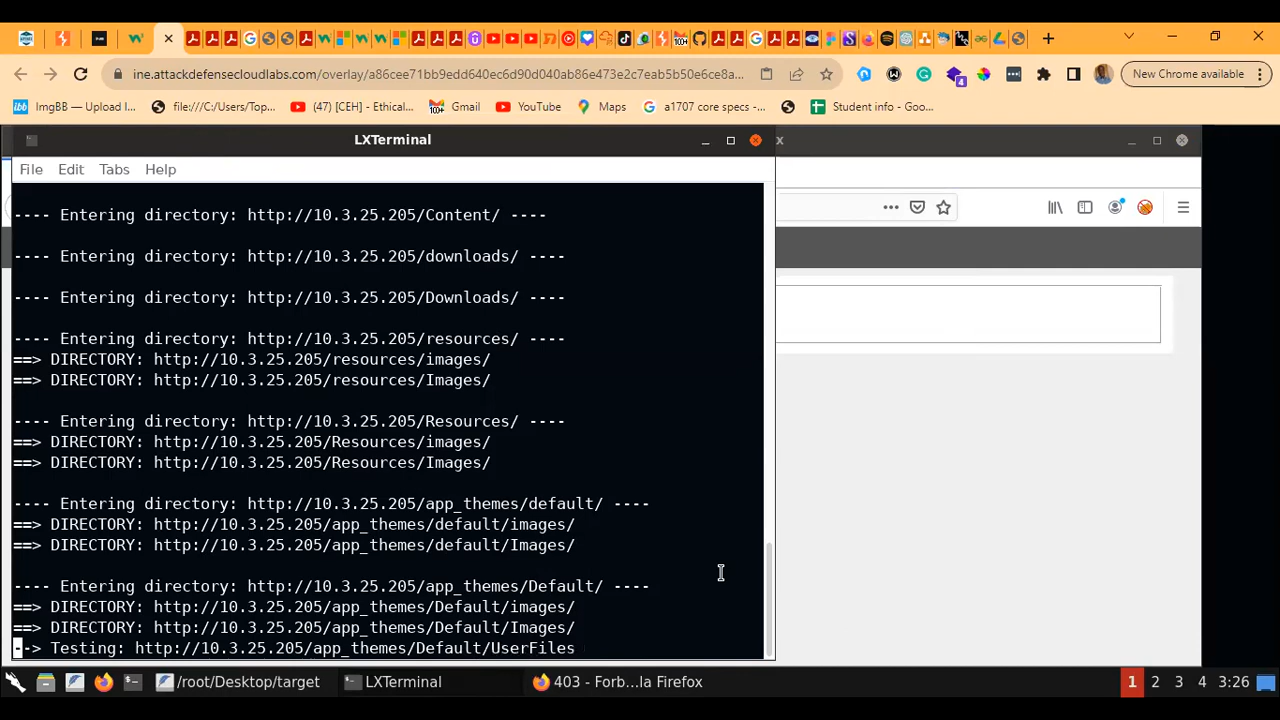 ine.attackdefensecloudlabs.com/overlay/a86cee71bb9edd640ec6d90d040ab86e473e2c7eab5b50e6ce8a...
New Chrome available
ImgBB — Upload I...
file:///C:/Users/Top...
(47) [CEH] - Ethical...
Gmail
YouTube
Maps
a1707 core specs -...
Student info - Goo...
LXTerminal
File Edit Tabs Help
---- Entering directory: http://10.3.25.205/Content/ ----
---- Entering directory: http://10.3.25.205/downloads/ ----
---- Entering directory: http://10.3.25.205/Downloads/ ----
---- Entering directory: http://10.3.25.205/resources/ ----
==> DIRECTORY: http://10.3.25.205/resources/images/
==> DIRECTORY: http://10.3.25.205/resources/Images/
---- Entering directory: http://10.3.25.205/Resources/ ----
==> DIRECTORY: http://10.3.25.205/Resources/images/
==> DIRECTORY: http://10.3.25.205/Resources/Images/
---- Entering directory: http://10.3.25.205/app_themes/default/ ----
==> DIRECTORY: http://10.3.25.205/app_themes/default/images/
==> DIRECTORY: http://10.3.25.205/app_themes/default/Images/
---- Entering directory: http://10.3.25.205/app_themes/Default/ ----
==> DIRECTORY: http://10.3.25.205/app_themes/Default/images/
==> DIRECTORY: http://10.3.25.205/app_themes/Default/Images/
--> Testing: http://10.3.25.205/app_themes/Default/UserFiles
/root/Desktop/target
LXTerminal
403 - Forb...la Firefox
1 2 3 4 3:26